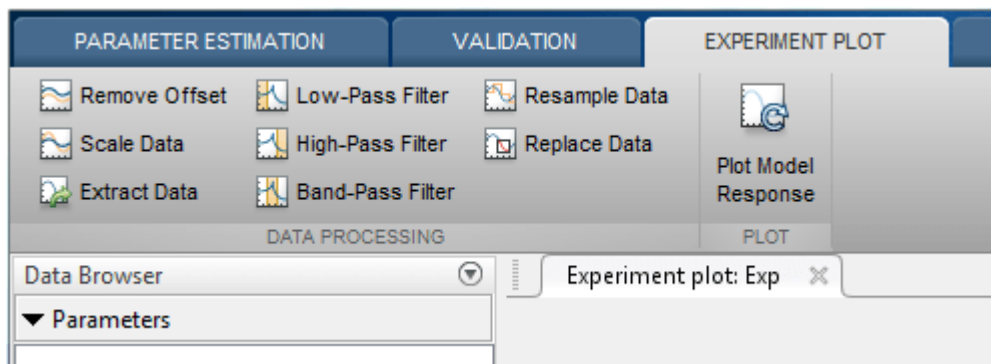 PARAMETER ESTIMATION VALIDATION EXPERIMENT PLOT
Remove Offset Low-Pass Filter Resample Data
Scale Data High-Pass Filter Replace Data
Extract Data Band-Pass Filter
Plot Model
Response
DATA PROCESSING PLOT
Data Browser Experiment plot: Exp
Parameters